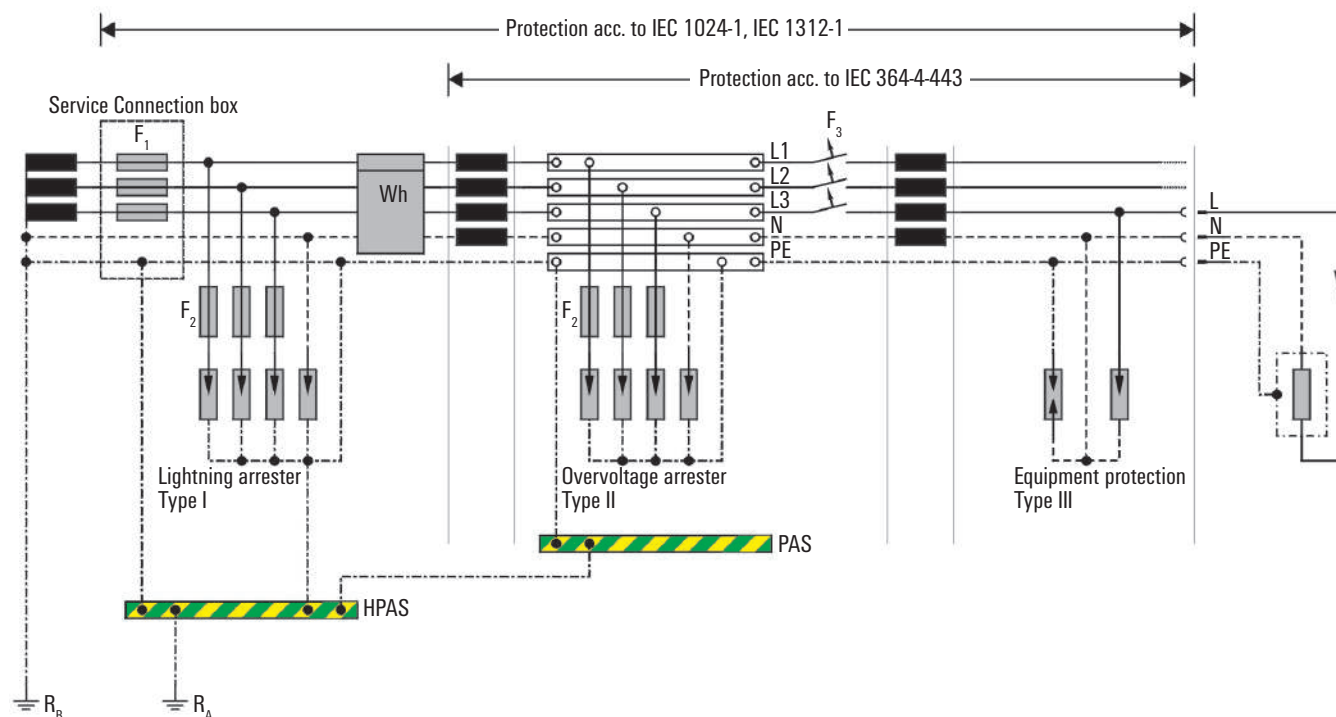 Protection acc. to IEC 1024-1, IEC 1312-1
Protection acc. to IEC 364-4-443
Service Connection box
F1
F3
L1
L2
L3
N
PE
Wh
L
N
PE
F2
F2
Lightning arrester
Type I
Overvoltage arrester
Type II
Equipment protection
Type III
PAS
HPAS
RB
RA